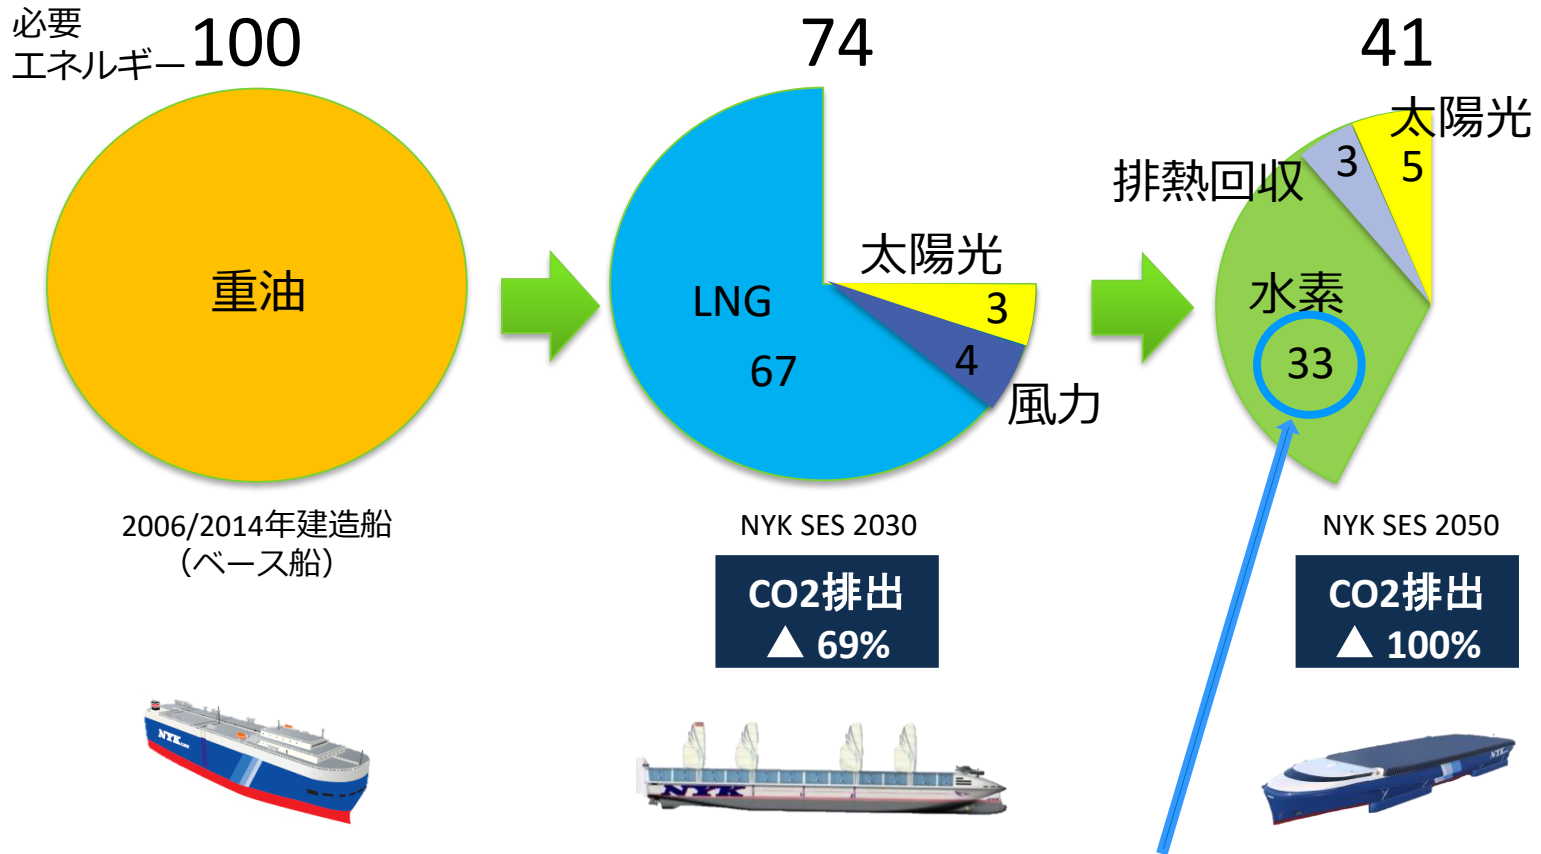 必要
エネルギー 100
74
41
重油
LNG
67
太陽光
3
4
風力
太陽光
5
3
排熱回収
水素
33
2006/2014年建造船
（ベース船）
NYK SES 2030
CO2排出
▲ 69%
NYK SES 2050
CO2排出
▲ 100%
NYK
NYK
NYK